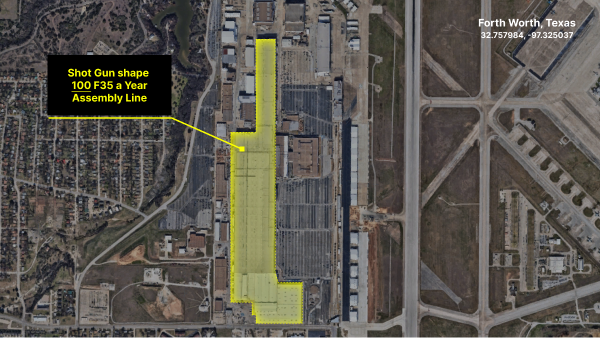 Forth Worth, Texas
32.757984, -97.325037
Shot Gun shape
100 F35 a Year
Assembly Line